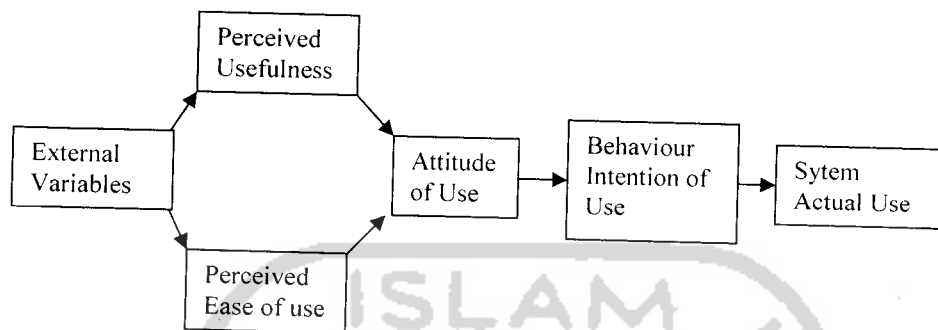 Perceived
Usefulness
External
Variables
Attitude
of Use
Behaviour
Intention of
Use
Sytem
Actual Use
Perceived
Ease of use
ISLAM